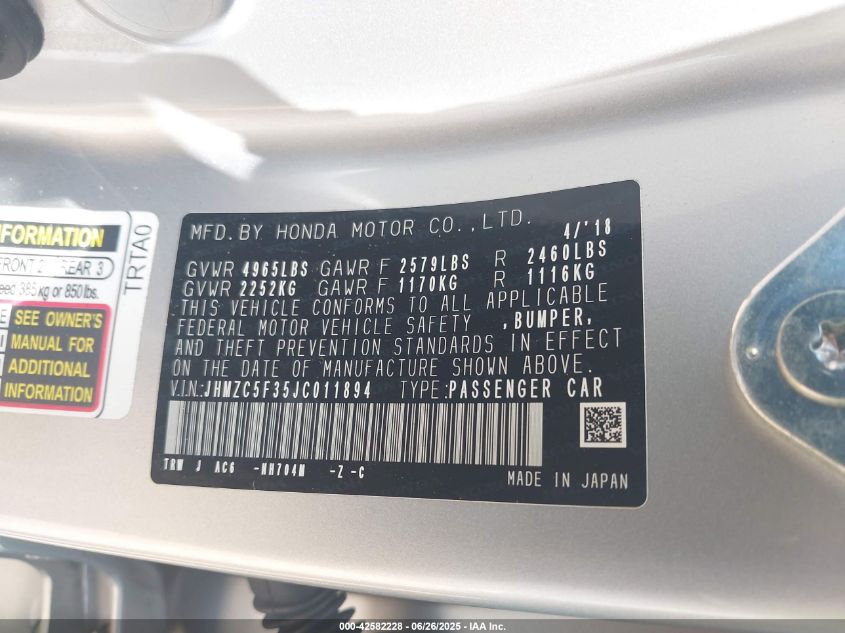 NFORMATION
FRONT 2 REAR 3
eed 385 kg or 850 lbs.
SEE OWNER'S
MANUAL FOR
ADDITIONAL
INFORMATION
TRTA0
MFD. BY HONDA MOTOR CO., LTD. 4/'18
GVWR 4965LBS GAWR F 2579LBS R 2460LBS
GVWR 2252KG GAWR F 1170KG R 1116KG
THIS VEHICLE CONFORMS TO ALL APPLICABLE
FEDERAL MOTOR VEHICLE SAFETY , BUMPER,
AND THEFT PREVENTION STANDARDS IN EFFECT
ON THE DATE OF MANUFACTURE SHOWN ABOVE.
V.I.N:JHMZC5F35JC011894 TYPE:PASSENGER CAR
TRW J AC6 -NH704M -Z -C
MADE IN JAPAN
000-42582228 - 06/26/2025 - IAA Inc.